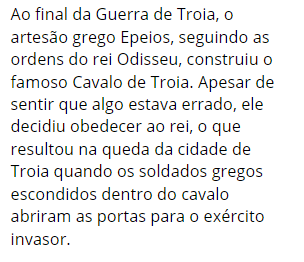 Ao final da Guerra de Troia, o
artesão grego Epeios, seguindo as
ordens do rei Odisseu, construiu o
famoso Cavalo de Troia. Apesar de
sentir que algo estava errado, ele
decidiu obedecer ao rei, o que
resultou na queda da cidade de
Troia quando os soldados gregos
escondidos dentro do cavalo
abriram as portas para o exército
invasor.